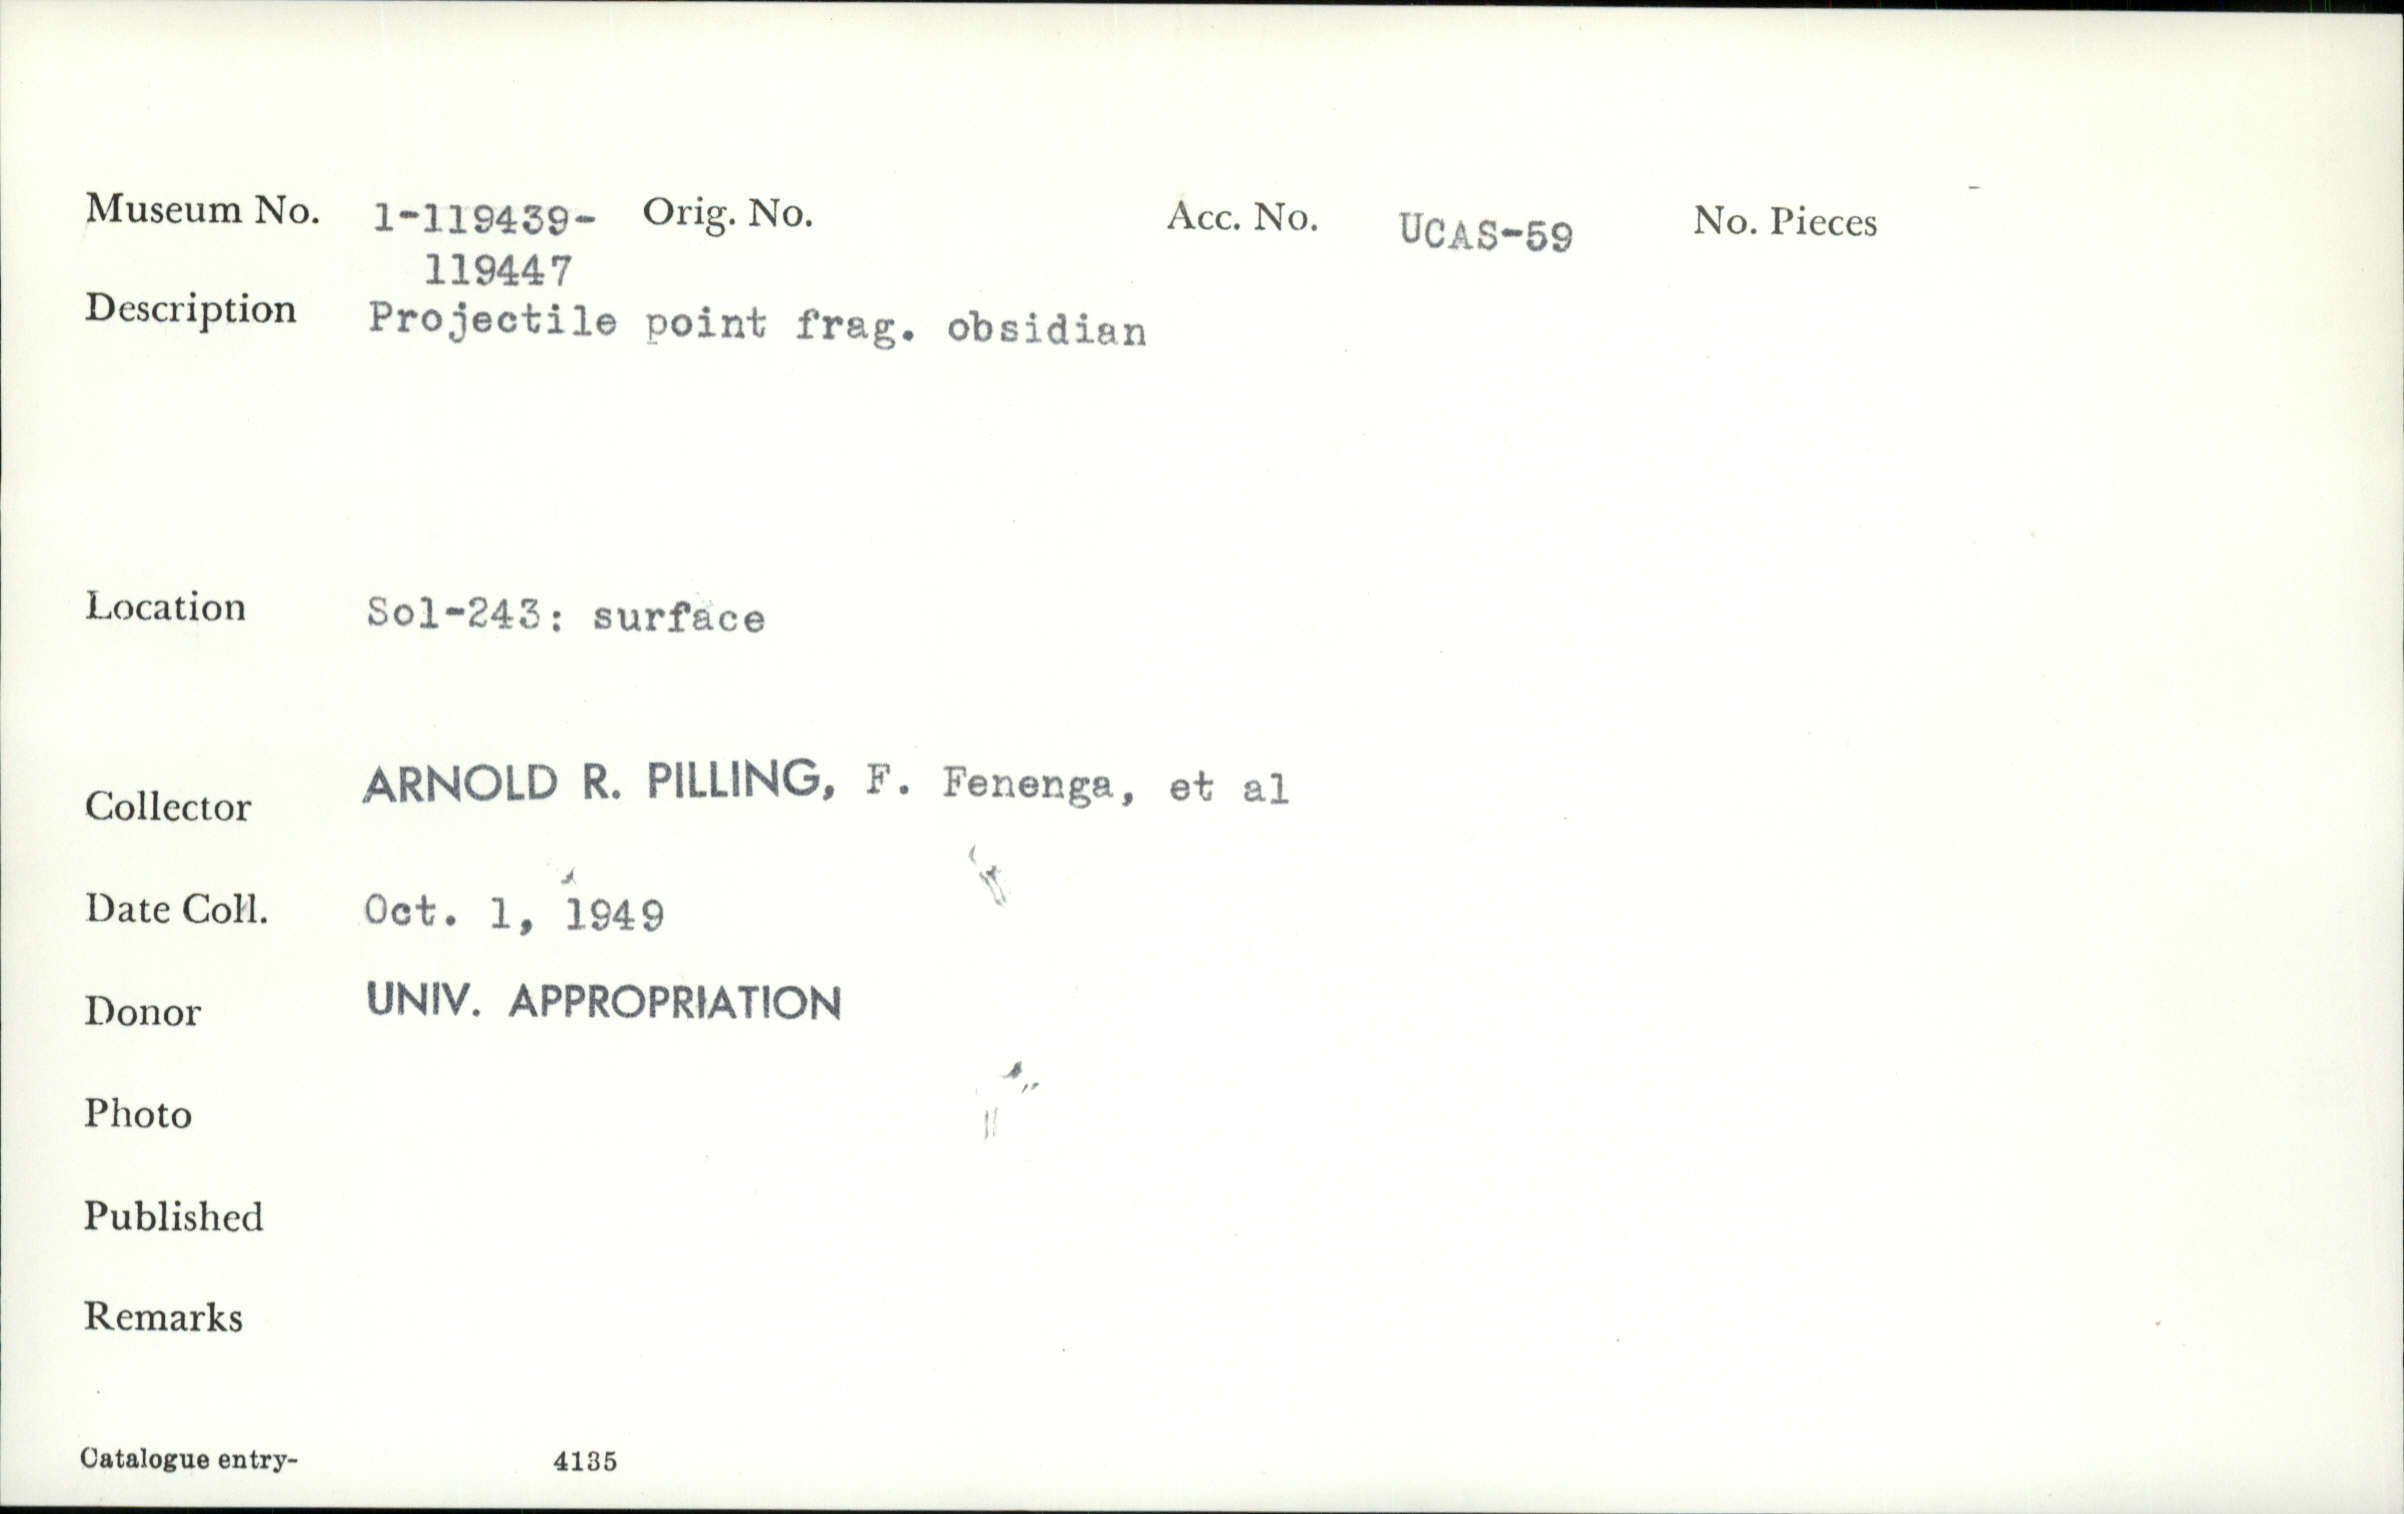 Museum No. 1-119439- Orig. No. Acc. No. UCAS-59 No. Pieces
119447
Description Projectile point frag. obsidian
Location Sol-243: surface
Collector ARNOLD R. PILLING, F. Fenenga, et al
Date Coll. Oct. 1, 1949
Donor UNIV. APPROPRIATION
Photo
Published
Remarks
Catalogue entry- 4135